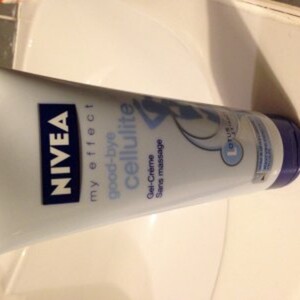 NIVEA
my effect
good-bye
cellulite
Gel-Crème
Sans massage